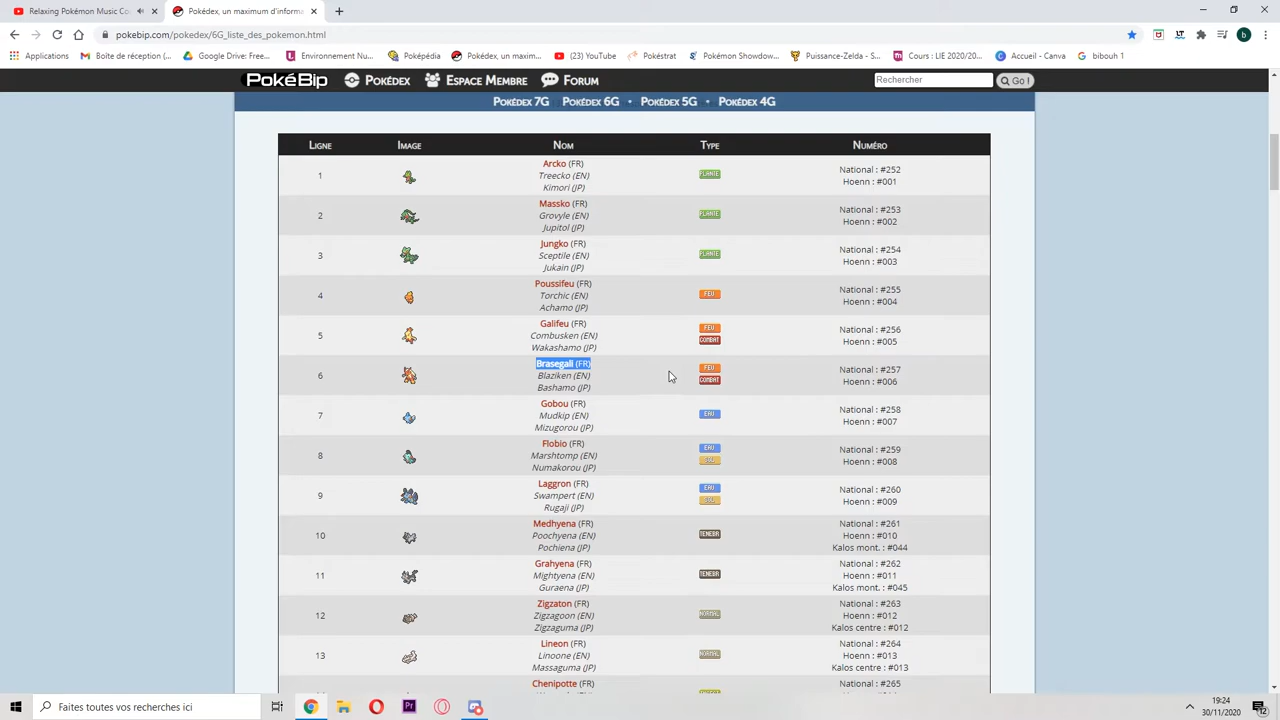 Relaxing Pokémon Music Co
Pokédex, un maximum d'informa
pokebip.com/pokedex/6G_liste_des_pokemon.html
Applications
Boite de réception (...
Google Drive: Free...
Environnement Nu...
Poképédia
Pokédex, un maxim...
(23) YouTube
Pokéstrat
Pokémon Showdow...
Puissance-Zelda - S...
Cours : LIE 2020/20...
Accueil - Canva
bibouh 1
POKÉBIP
POKÉDEX
ESPACE MEMBRE
FORUM
Rechercher
Go !
POKÉDEX 7G
POKÉDEX 6G
• POKÉDEX 5G
• POKÉDEX 4G
LIGNE IMAGE NOM TYPE NUMÉRO
Arcko (FR)
1 Treecko (EN) PLANTE
Kimori (JP)
National : #252
Hoenn : #001
Massko (FR)
2 Grovyle (EN) PLANTE
Jupitol (JP)
National : #253
Hoenn : #002
Jungko (FR)
3 Sceptile (EN) PLANTE
Jukain (JP)
National : #254
Hoenn : #003
Poussifeu (FR)
4 Torchic (EN) FEU
Achamo (JP)
National : #255
Hoenn : #004
Galifeu (FR)
5 Combusken (EN)
Wakashamo (JP)
FEU
COMBAT
National : #256
Hoenn : #005
Brasegali (FR)
6 Blaziken (EN)
Bashamo (JP)
FEU
COMBAT
National : #257
Hoenn : #006
Gobou (FR)
7 Mudkip (EN) EAU
Mizugorou (JP)
National : #258
Hoenn : #007
Flobio (FR)
8 Marshtomp (EN)
Numakorou (JP)
EAU
SOL
National : #259
Hoenn : #008
Laggron (FR)
9 Swampert (EN)
Rugaji (JP)
EAU
SOL
National : #260
Hoenn : #009
Medhyena (FR)
10 Poochyena (EN) TENEBR
Pochiena (JP)
National : #261
Hoenn : #010
Kalos mont. : #044
Grahyena (FR)
11 Mightyena (EN) TENEBR
Guraena (JP)
National : #262
Hoenn : #011
Kalos mont. : #045
Zigzaton (FR)
12 Zigzagoon (EN) NORMAL
Zigzaguma (JP)
National : #263
Hoenn : #012
Kalos centre : #012
Lineon (FR)
13 Linoone (EN) NORMAL
Massaguma (JP)
National : #264
Hoenn : #013
Kalos centre : #013
Chenipotte (FR)
National : #265
Faites toutes vos recherches ici
19:24
30/11/2020
12